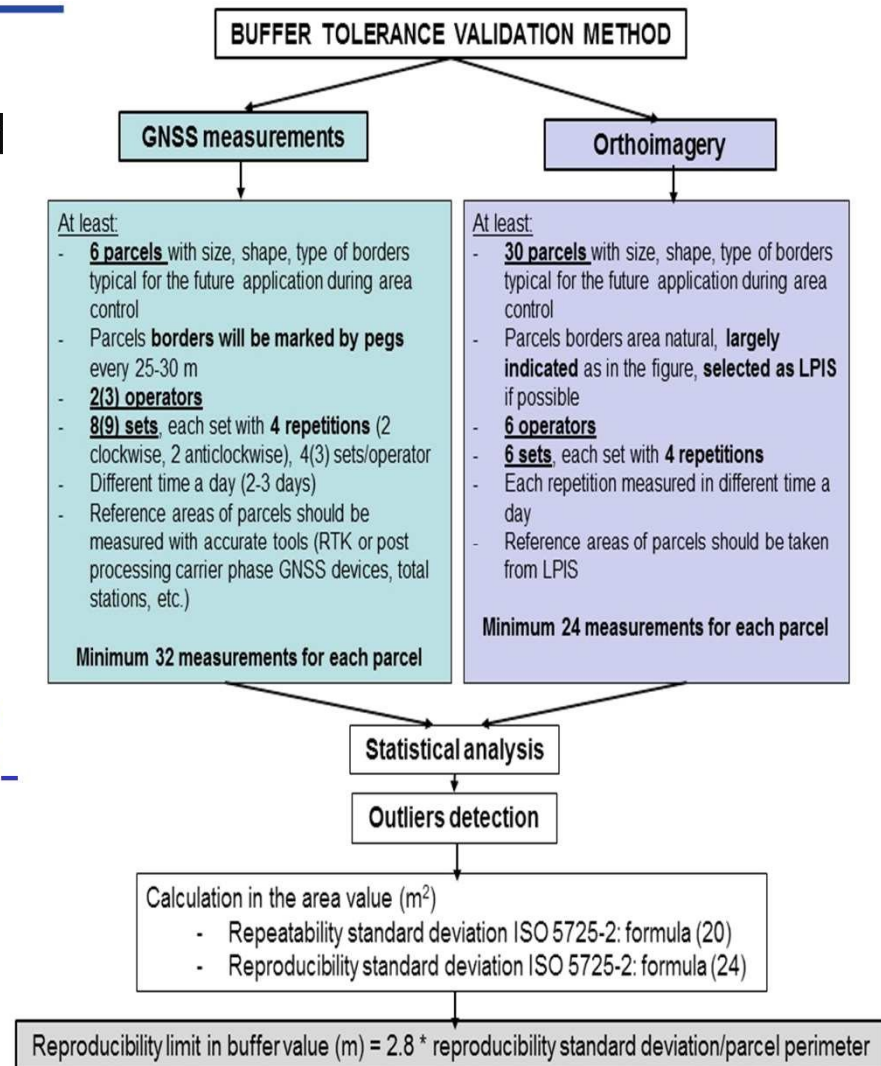 BUFFER TOLERANCE VALIDATION METHOD
GNSS measurements
At least:
- 6 parcels with size, shape, type of borders
typical for the future application during area
control
- Parcels borders will be marked by pegs
every 25-30 m
- 2(3) operators
- 8(9) sets, each set with 4 repetitions (2
clockwise, 2 anticlockwise), 4(3) sets/operator
- Different time a day (2-3 days)
- Reference areas of parcels should be
measured with accurate tools (RTK or post
processing carrier phase GNSS devices, total
stations, etc.)
Minimum 32 measurements for each parcel
Orthoimagery
At least:
- 30 parcels with size, shape, type of borders
typical for the future application during area
control
- Parcels borders area natural, largely
indicated as in the figure, selected as LPIS
if possible
- 6 operators
- 6 sets, each set with 4 repetitions
- Each repetition measured in different time a
day
- Reference areas of parcels should be taken
from LPIS
Minimum 24 measurements for each parcel
Statistical analysis
Outliers detection
Calculation in the area value (m²)
- Repeatability standard deviation ISO 5725-2: formula (20)
- Reproducibility standard deviation ISO 5725-2: formula (24)
Reproducibility limit in buffer value (m) = 2.8 * reproducibility standard deviation/parcel perimeter